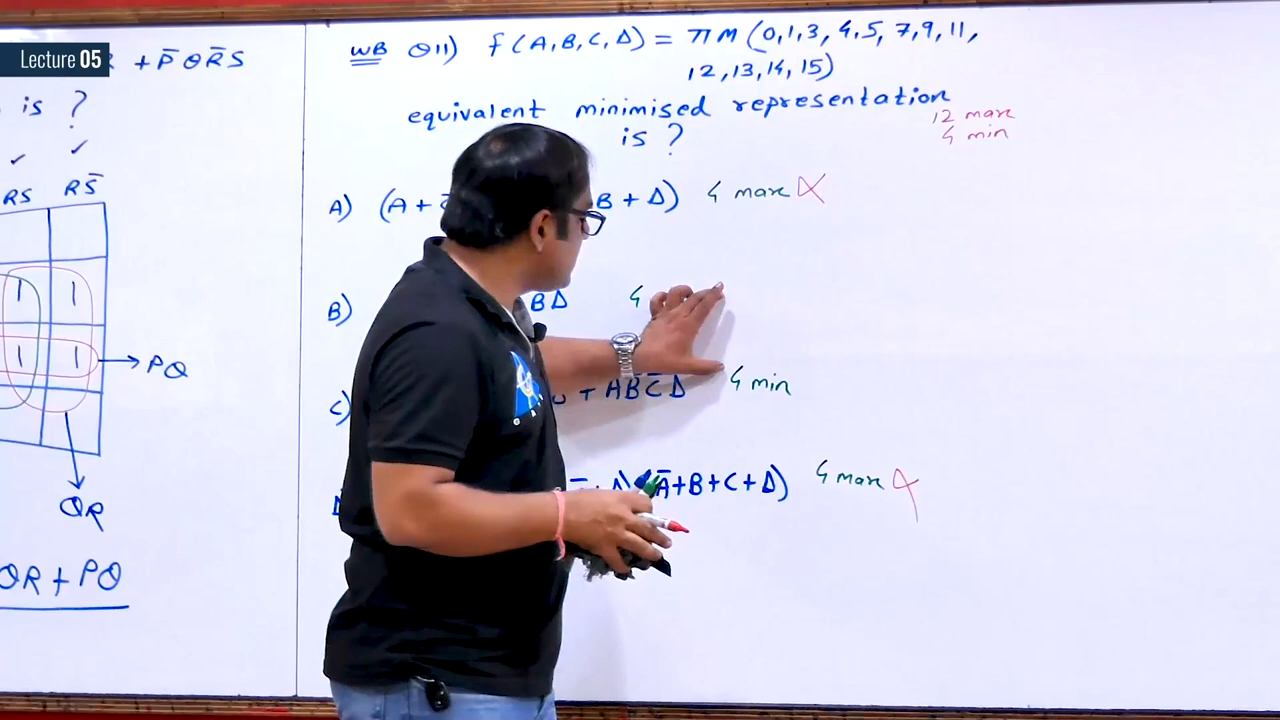 Lecture 05
R + P̄ Q R̄ S
is ?
✓ ✓
RS RS̄
1 1
1 1 → PQ
QR
QR + PQ
WB Q11) f (A, B, C, D) = πM (0, 1, 3, 4, 5, 7, 9, 11,
12, 13, 14, 15)
equivalent minimised representation
is ?
12 max
4 min
A) (A + B + D) 4 max ✗
B) BD 4
C) + A B̄ C̄ D 4 min
D) (Ā + B + C + D) 4 max ✗